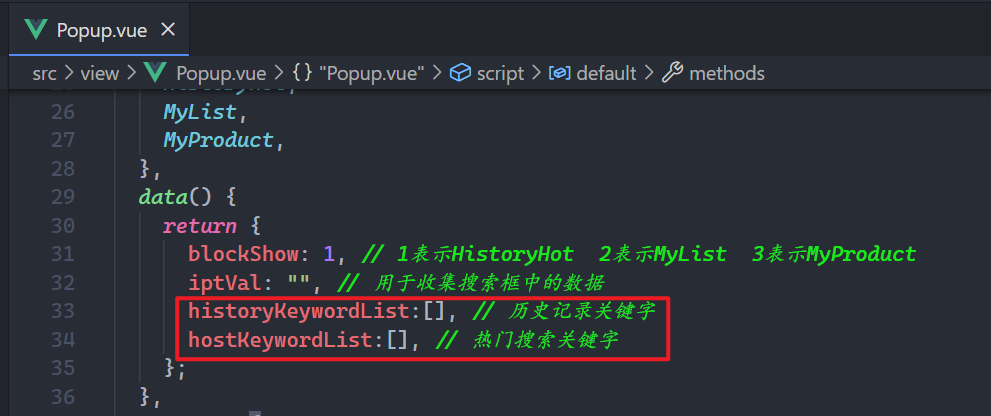 Popup.vue ×
src > view > Popup.vue > {} "Popup.vue" > script > default > methods
26 MyList,
27 MyProduct,
28 },
29 data() {
30 return {
31 blockShow: 1, // 1表示HistoryHot 2表示MyList 3表示MyProduct
32 iptVal: "", // 用于收集搜索框中的数据
33 historyKeywordList:[], // 历史记录关键字
34 hostKeywordList:[], // 热门搜索关键字
35 };
36 },